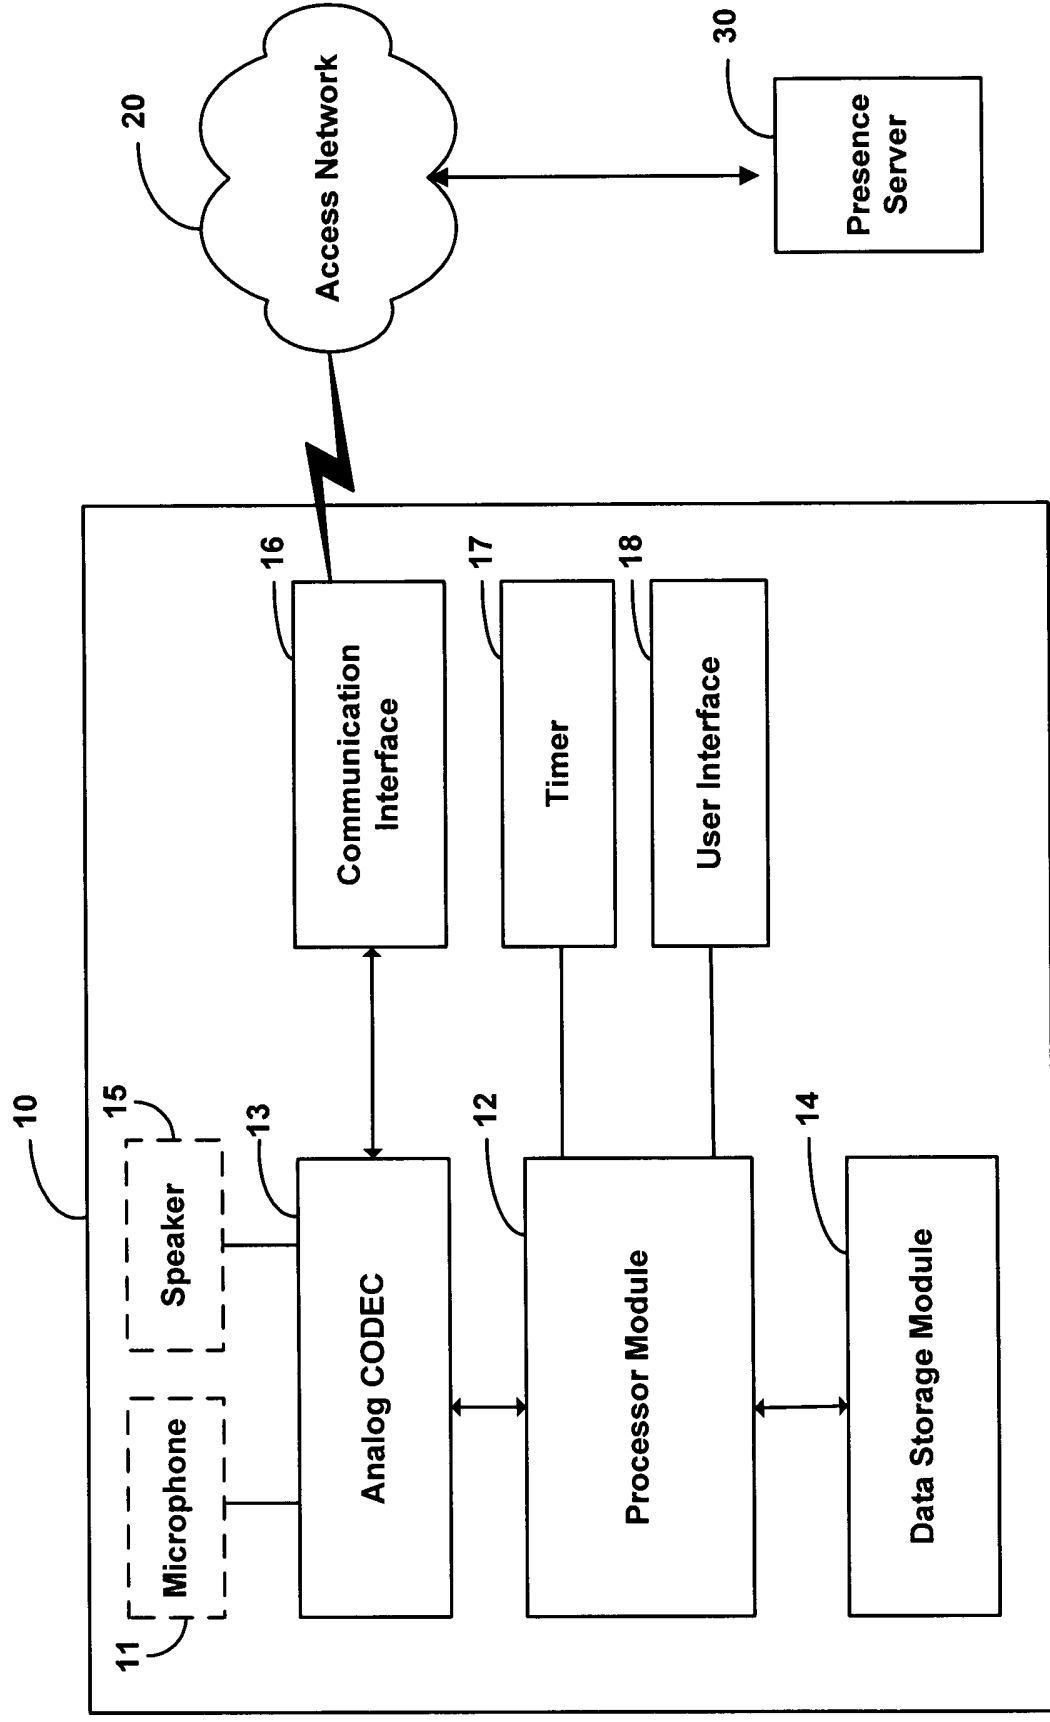 10
11
Microphone
15
Speaker
13
Analog CODEC
12
Processor Module
14
Data Storage Module
16
Communication
Interface
17
Timer
18
User Interface
20
Access Network
30
Presence
Server